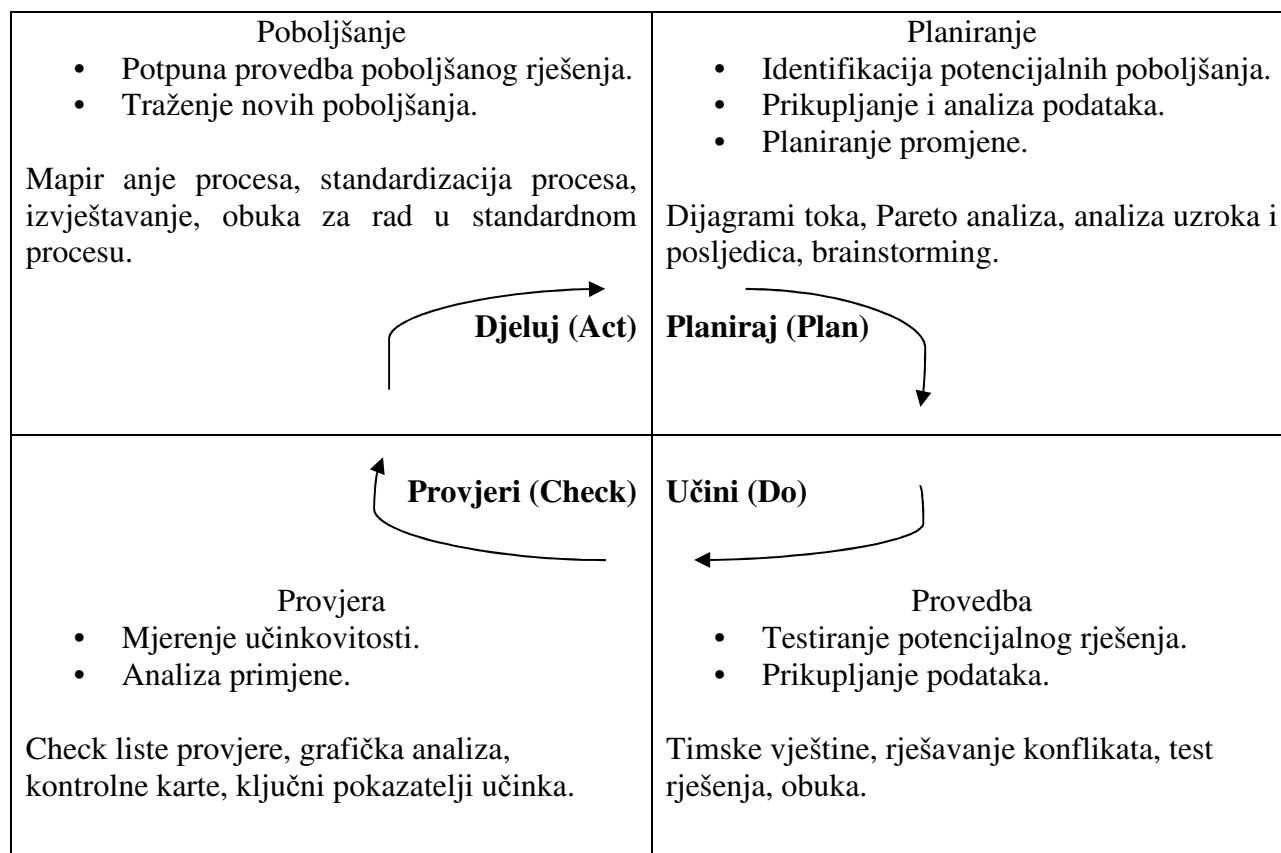 Poboljšanje
• Potpuna provedba poboljšanog rješenja.
• Traženje novih poboljšanja.
Mapir anje procesa, standardizacija procesa,
izvještavanje, obuka za rad u standardnom
procesu.
Djeluj (Act)
Planiranje
• Identifikacija potencijalnih poboljšanja.
• Prikupljanje i analiza podataka.
• Planiranje promjene.
Dijagrami toka, Pareto analiza, analiza uzroka i
posljedica, brainstorming.
Planiraj (Plan)
Provjeri (Check)
Provjera
• Mjerenje učinkovitosti.
• Analiza primjene.
Check liste provjere, grafička analiza,
kontrolne karte, ključni pokazatelji učinka.
Učini (Do)
Provedba
• Testiranje potencijalnog rješenja.
• Prikupljanje podataka.
Timske vještine, rješavanje konflikata, test
rješenja, obuka.